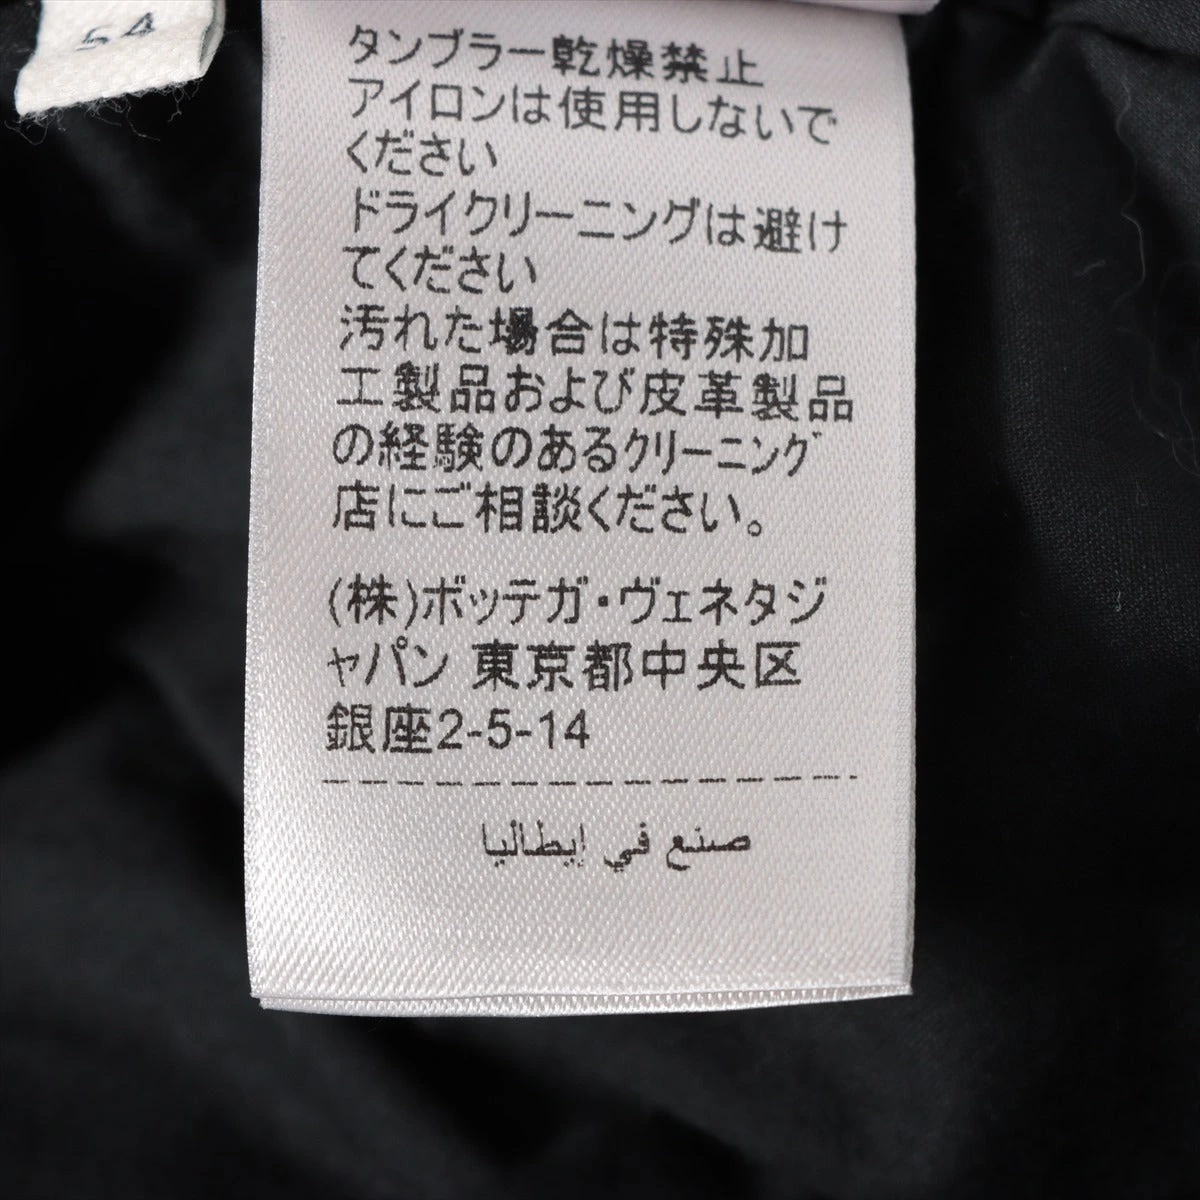 54
タンブラー乾燥禁止
アイロンは使用しないで
ください
ドライクリーニングは避け
てください
汚れた場合は特殊加
工製品および皮革製品
の経験のあるクリーニング
店にご相談ください。
(株)ボッテガ・ヴェネタジ
ャパン 東京都中央区
銀座2-5-14
صنع في إيطاليا